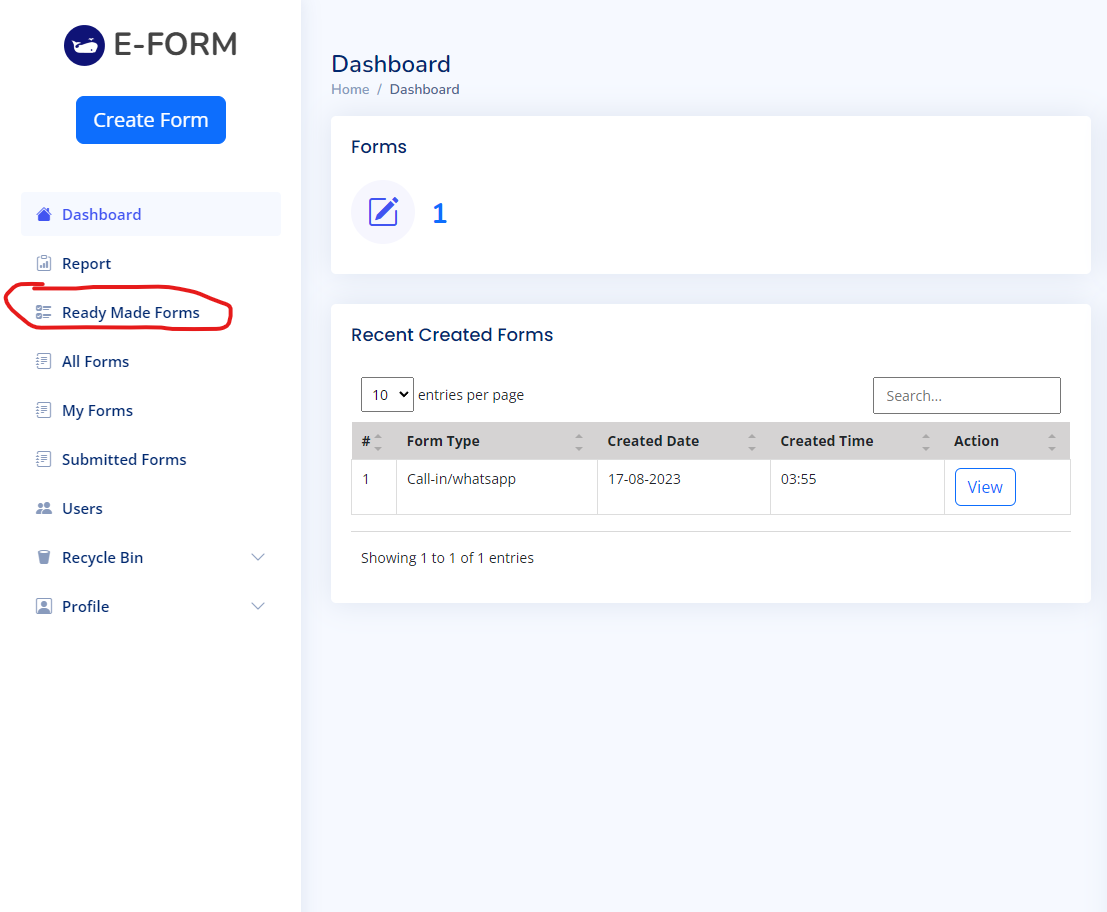 E-FORM
Create Form
Dashboard
Report
Ready Made Forms
All Forms
My Forms
Submitted Forms
Users
Recycle Bin
Profile
Dashboard
Home / Dashboard
Forms
1
Recent Created Forms
10 entries per page
Search...
# Form Type Created Date Created Time Action
1 Call-in/whatsapp 17-08-2023 03:55 View
Showing 1 to 1 of 1 entries